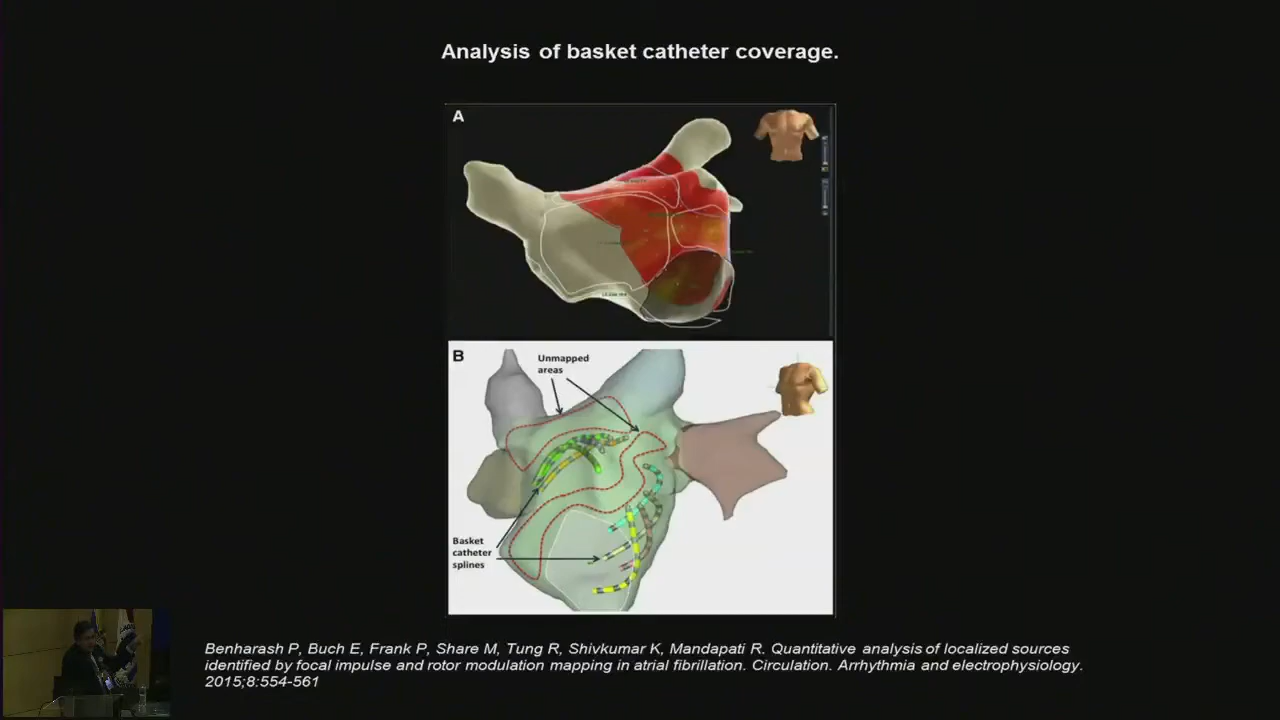 Analysis of basket catheter coverage.
A
B
Unmapped
areas
Basket
catheter
splines
Benharash P, Buch E, Frank P, Share M, Tung R, Shivkumar K, Mandapati R. Quantitative analysis of localized sources
identified by focal impulse and rotor modulation mapping in atrial fibrillation. Circulation. Arrhythmia and electrophysiology.
2015;8:554-561